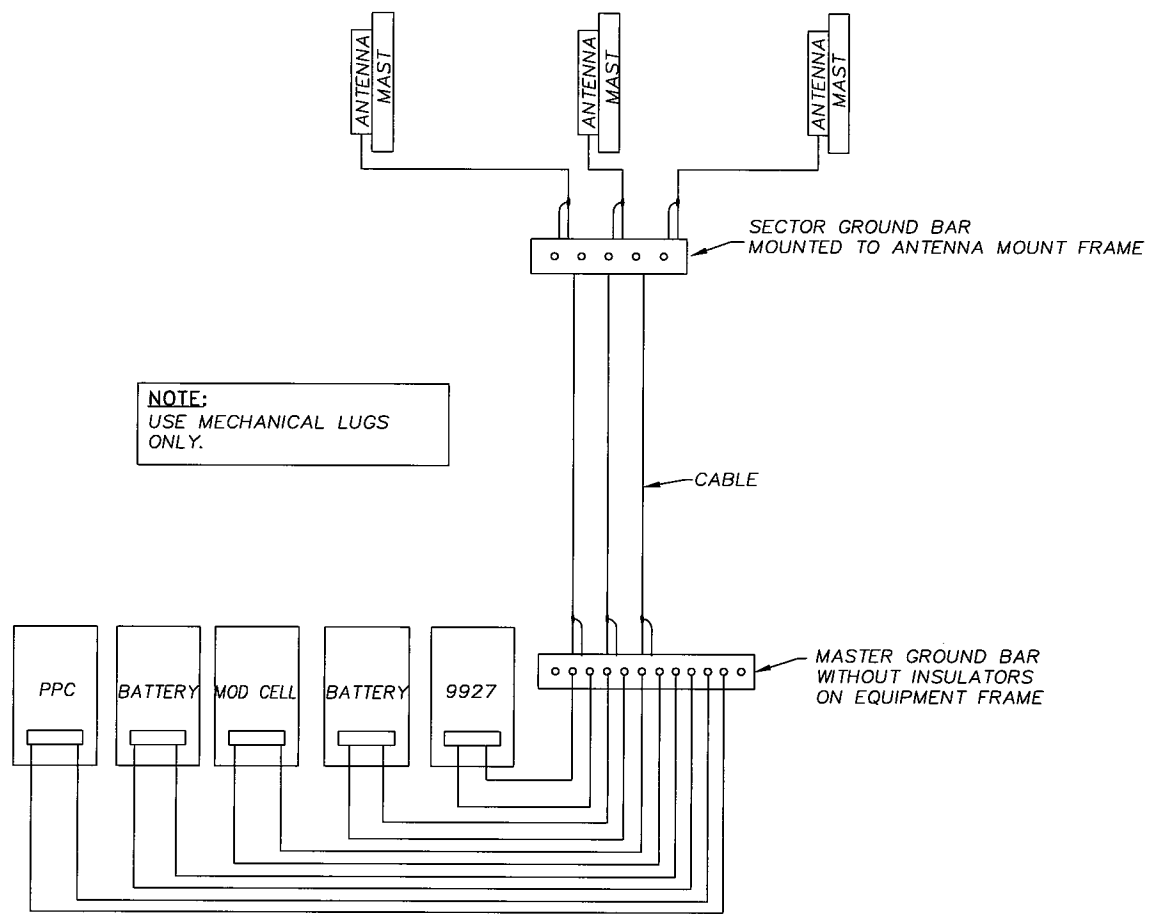 ANTENNA
MAST
ANTENNA
MAST
ANTENNA
MAST
SECTOR GROUND BAR
MOUNTED TO ANTENNA MOUNT FRAME
NOTE:
USE MECHANICAL LUGS
ONLY.
CABLE
PPC
BATTERY
MOD CELL
BATTERY
9927
MASTER GROUND BAR
WITHOUT INSULATORS
ON EQUIPMENT FRAME